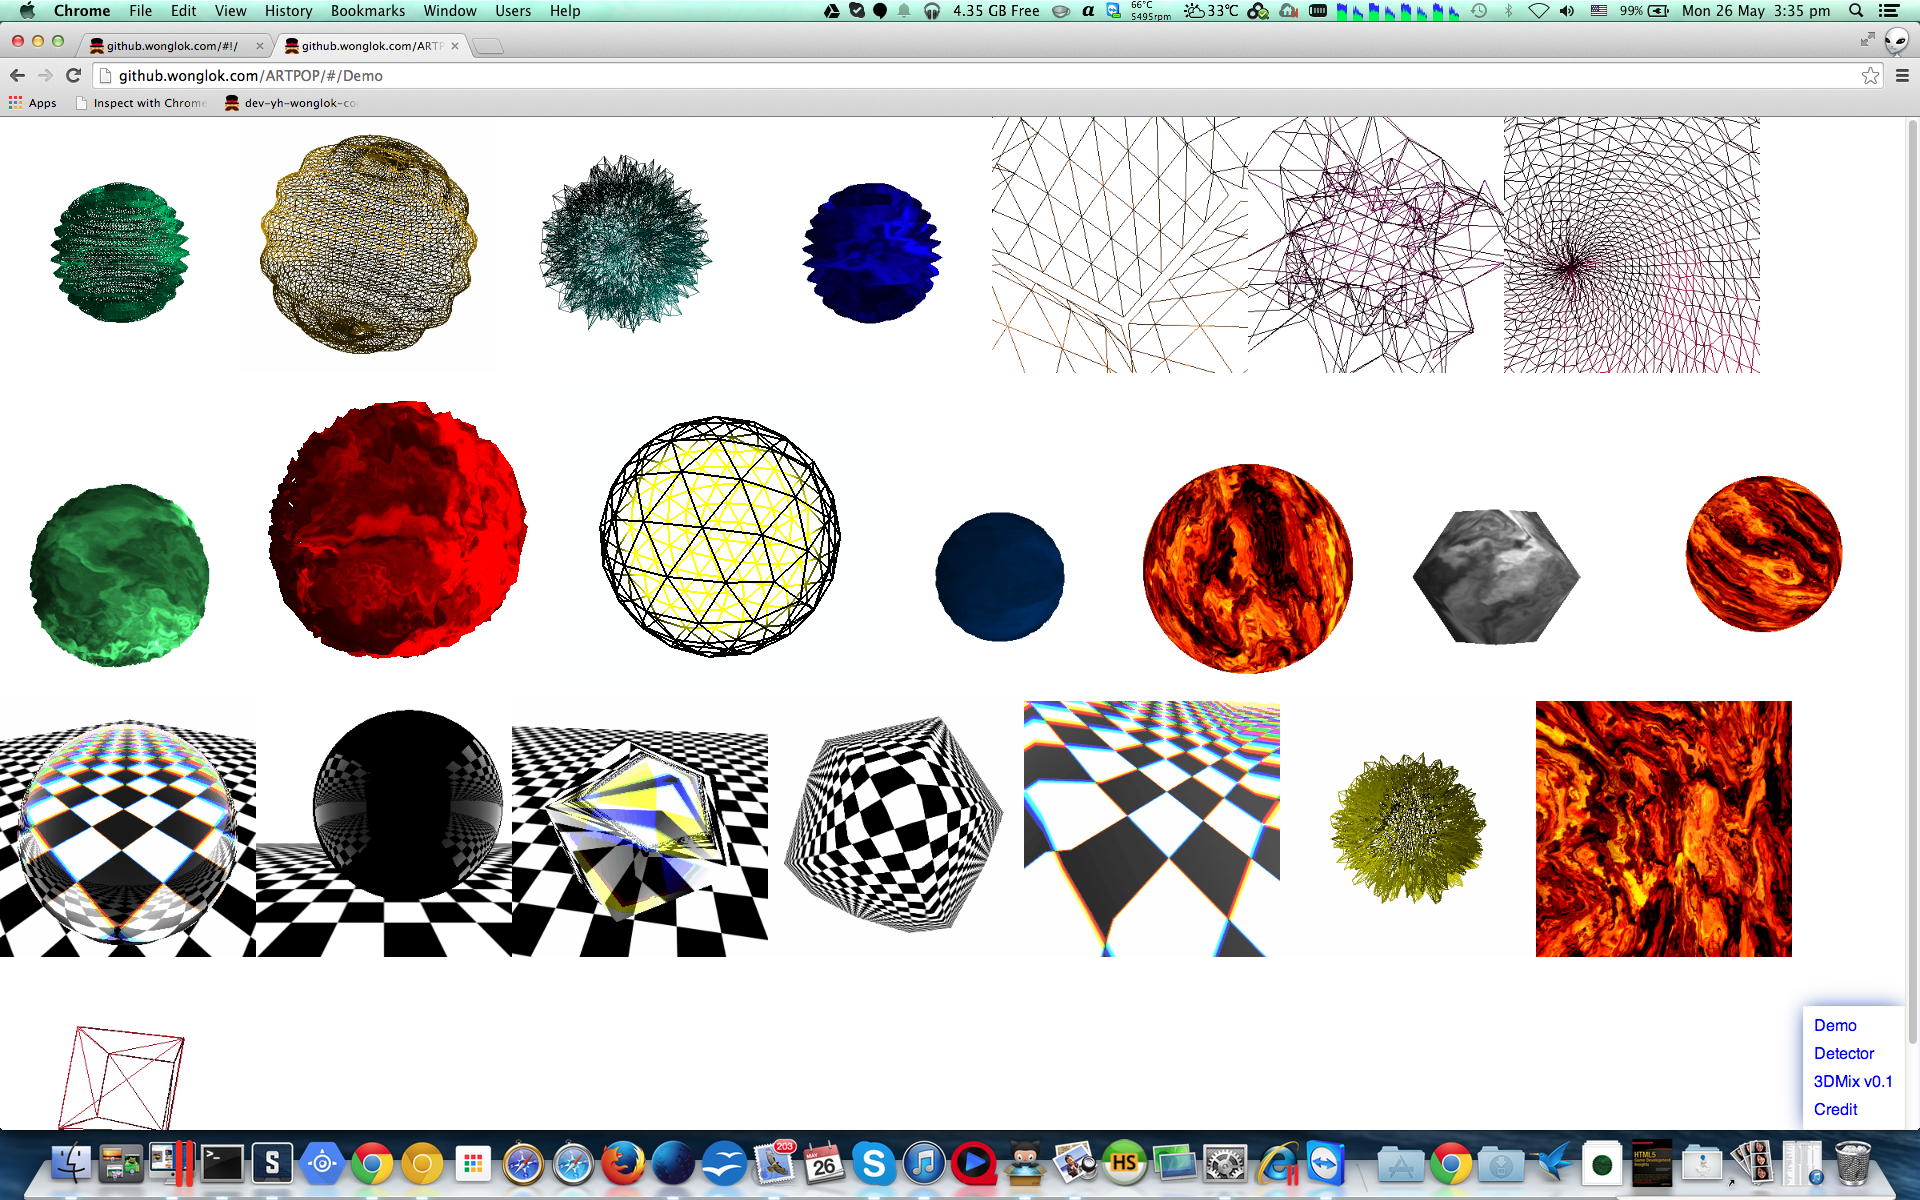 Chrome File Edit View History Bookmarks Window Users Help 4.35 GB Free 66°C 5495rpm 33°C 99% Mon 26 May 3:35 pm
github.wonglok.com/#!/ github.wonglok.com/ARTP
github.wonglok.com/ARTPOP/#/Demo
Apps Inspect with Chrome dev-yh-wonglok-co
Demo
Detector
3DMix v0.1
Credit
203
MAY
26
HS
HTML5